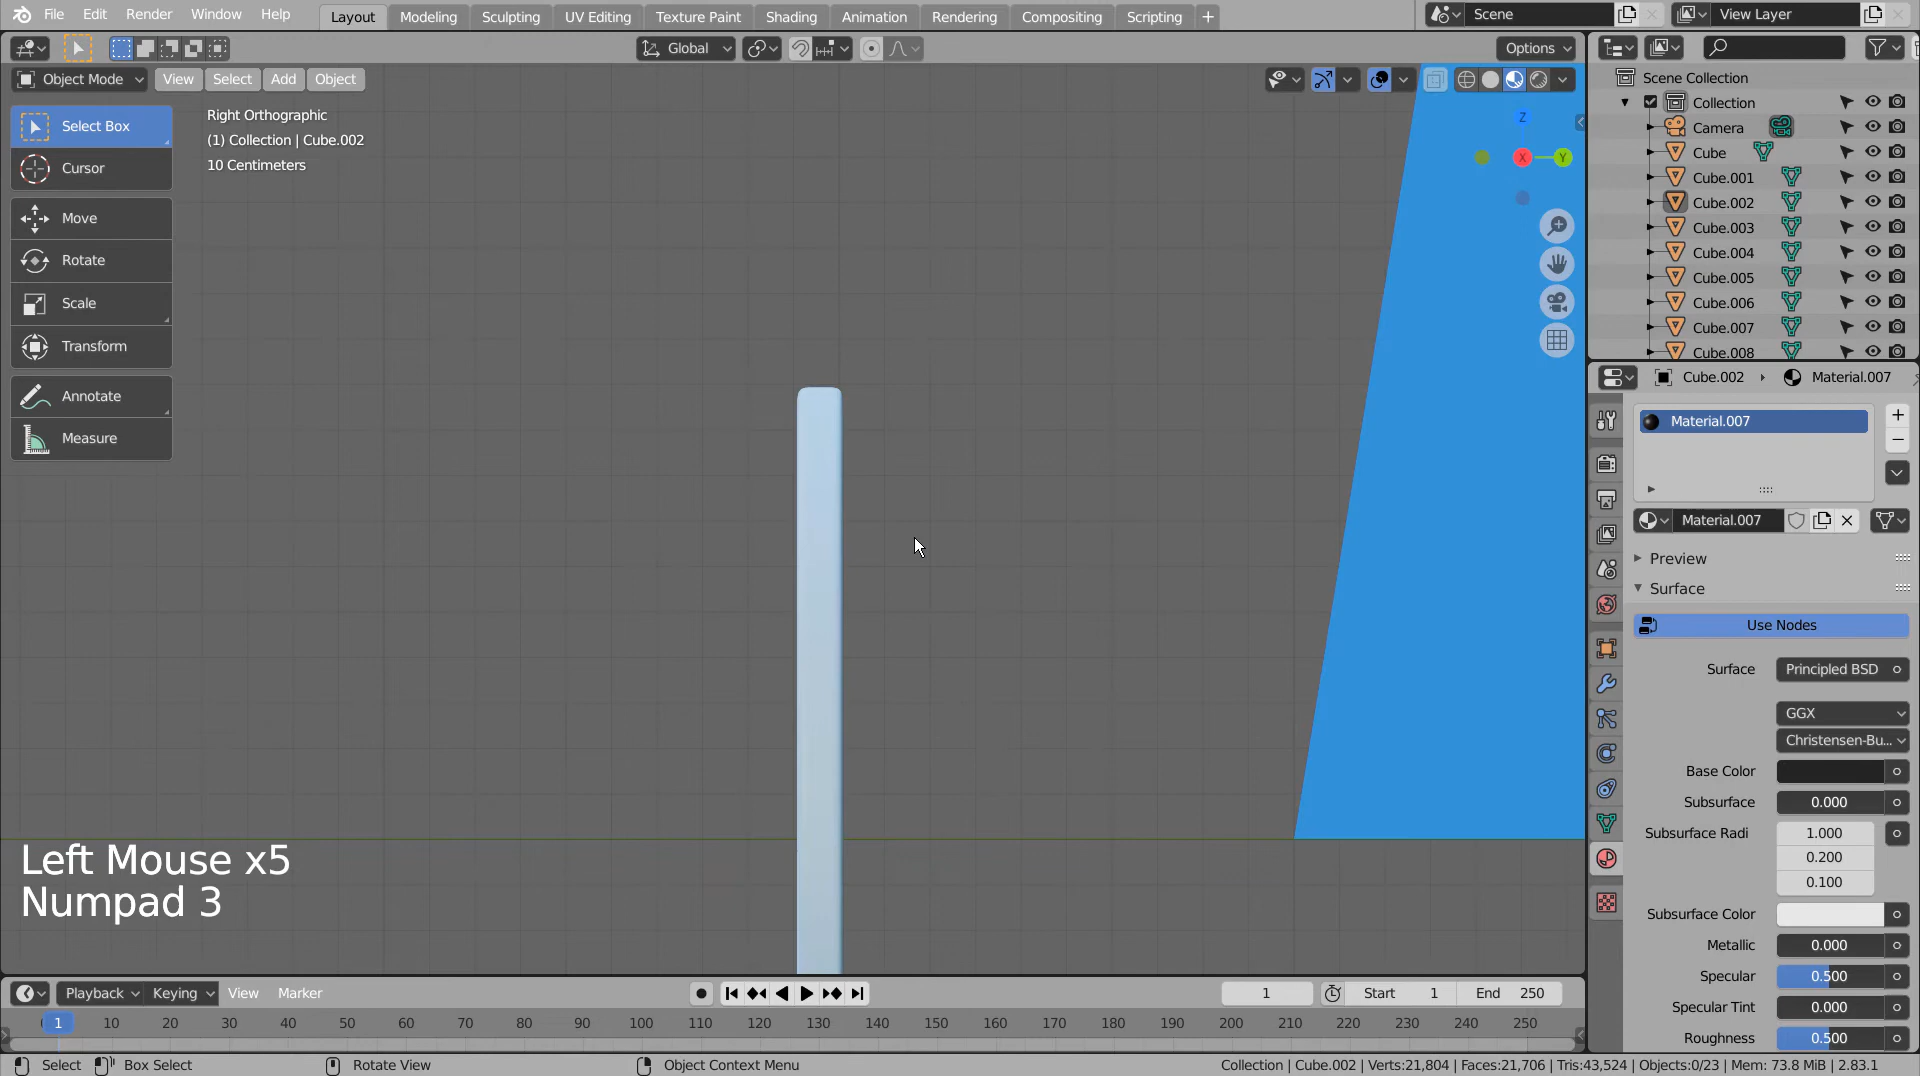 File Edit Render Window Help Layout Modeling Sculpting UV Editing Texture Paint Shading Animation Rendering Compositing Scripting + Scene View Layer
Global Options
Object Mode View Select Add Object
Select Box
Cursor
Move
Rotate
Scale
Transform
Annotate
Measure
Right Orthographic
(1) Collection | Cube.002
10 Centimeters
Z
X
Y
Left Mouse x5
Numpad 3
Scene Collection
Collection
Camera
Cube
Cube.001
Cube.002
Cube.003
Cube.004
Cube.005
Cube.006
Cube.007
Cube.008
Cube.002 Material.007
Material.007
Material.007
Preview
Surface
Use Nodes
Surface Principled BSD
GGX
Christensen-Bu...
Base Color
Subsurface 0.000
Subsurface Radi 1.000
0.200
0.100
Subsurface Color
Metallic 0.000
Specular 0.500
Specular Tint 0.000
Roughness 0.500
Playback Keying View Marker 1 Start 1 End 250
1 10 20 30 40 50 60 70 80 90 100 110 120 130 140 150 160 170 180 190 200 210 220 230 240 250
Select Box Select Rotate View Object Context Menu Collection | Cube.002 | Verts:21,804 | Faces:21,706 | Tris:43,524 | Objects:0/23 | Mem: 73.8 MiB | 2.83.1